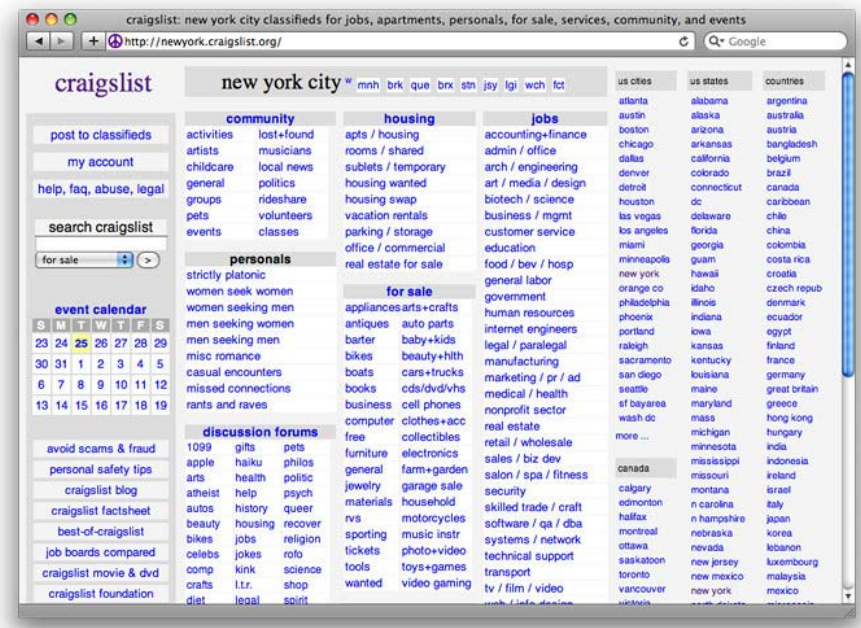 craigslist: new york city classifieds for jobs, apartments, personals, for sale, services, community, and events
http://newyork.craigslist.org/
Google
craigslist
post to classifieds
my account
help, faq, abuse, legal
search craigslist
for sale
>
event calendar
S M T W T F S
23 24 25 26 27 28 29
30 31 1 2 3 4 5
6 7 8 9 10 11 12
13 14 15 16 17 18 19
avoid scams & fraud
personal safety tips
craigslist blog
craigslist factsheet
best-of-craigslist
job boards compared
craigslist movie & dvd
craigslist foundation
new york city w mnh brk que brx stn jsy lgi wch fct
community
activities lost+found
artists musicians
childcare local news
general politics
groups rideshare
pets volunteers
events classes
personals
strictly platonic
women seek women
women seeking men
men seeking women
men seeking men
misc romance
casual encounters
missed connections
rants and raves
discussion forums
1099 gifts pets
apple haiku philos
arts health politic
atheist help psych
autos history queer
beauty housing recover
bikes jobs religion
celebs jokes rofo
comp kink science
crafts l.t.r. shop
diet legal spirit
housing
apts / housing
rooms / shared
sublets / temporary
housing wanted
housing swap
vacation rentals
parking / storage
office / commercial
real estate for sale
for sale
appliances arts+crafts
antiques auto parts
barter baby+kids
bikes beauty+hlth
boats cars+trucks
books cds/dvd/vhs
business cell phones
computer clothes+acc
free collectibles
furniture electronics
general farm+garden
jewelry garage sale
materials household
rvs motorcycles
sporting music instr
tickets photo+video
tools toys+games
wanted video gaming
jobs
accounting+finance
admin / office
arch / engineering
art / media / design
biotech / science
business / mgmt
customer service
education
food / bev / hosp
general labor
government
human resources
internet engineers
legal / paralegal
manufacturing
marketing / pr / ad
medical / health
nonprofit sector
real estate
retail / wholesale
sales / biz dev
salon / spa / fitness
security
skilled trade / craft
software / qa / dba
systems / network
technical support
transport
tv / film / video
web / info design
us cities
atlanta
austin
boston
chicago
dallas
denver
detroit
houston
las vegas
los angeles
miami
minneapolis
new york
orange co
philadelphia
phoenix
portland
raleigh
sacramento
san diego
seattle
sf bayarea
wash dc
more ...
canada
calgary
edmonton
halifax
montreal
ottawa
saskatoon
toronto
vancouver
victoria
us states
alabama
alaska
arizona
arkansas
california
colorado
connecticut
dc
delaware
florida
georgia
guam
hawaii
idaho
illinois
indiana
iowa
kansas
kentucky
louisiana
maine
maryland
mass
michigan
minnesota
mississippi
missouri
montana
n carolina
n hampshire
nebraska
nevada
new jersey
new mexico
new york
north dakota
countries
argentina
australia
austria
bangladesh
belgium
brazil
canada
caribbean
chile
china
colombia
costa rica
croatia
czech repub
denmark
ecuador
egypt
finland
france
germany
great britain
greece
hong kong
hungary
india
indonesia
ireland
israel
italy
japan
korea
lebanon
luxembourg
malaysia
mexico
micronesia